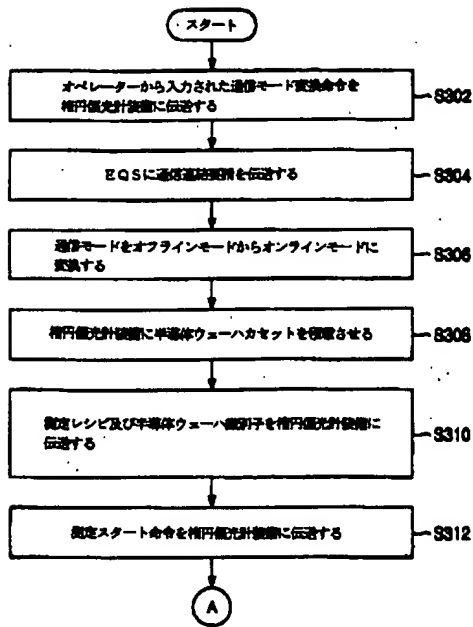 スタート
オペレーターから入力された通信モード変換命令を
楕円偏光計装備に伝送する
S302
EQSに通信連結要請を伝送する
S304
通信モードをオフラインモードからオンラインモードに
変換する
S306
楕円偏光計装備に半導体ウェーハカセットを積載させる
S308
測定レシピ及び半導体ウェーハ識別子を楕円偏光計装備に
伝送する
S310
測定スタート命令を楕円偏光計装備に伝送する
S312
A